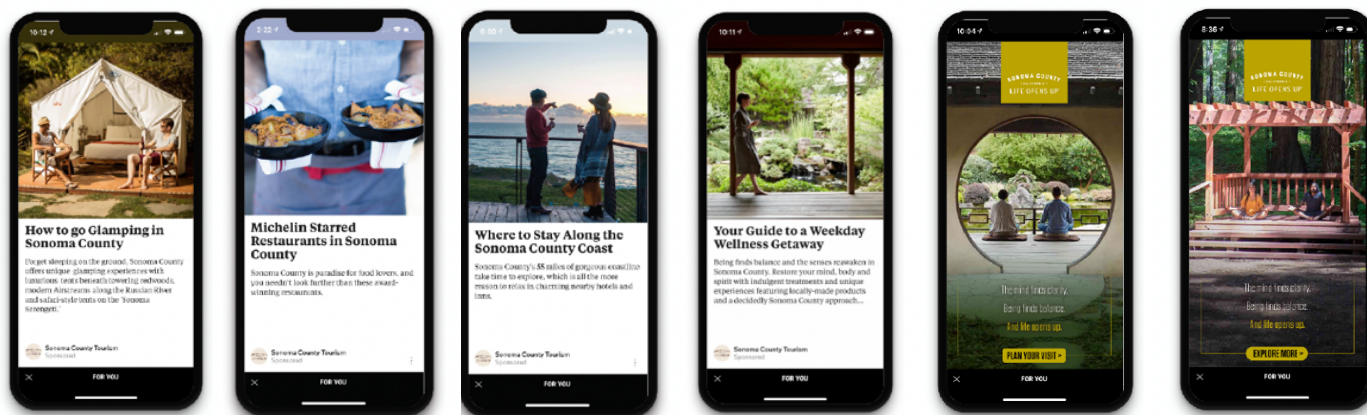 10:12
How to go Glamping in
Sonoma County
Forget sleeping on the ground, Sonoma County
offers unique glamping experiences with
luxurious tents beneath towering redwoods,
modern Airstreams along the Russian River
and safari-style tents on the 'Sonoma
Serengeti.'
Sonoma County Tourism
Sponsored
FOR YOU
Michelin Starred
Restaurants in Sonoma
County
Sonoma County is paradise for food lovers, and
you needn't look further than these award-
winning restaurants.
Sonoma County Tourism
Sponsored
FOR YOU
Where to Stay Along the
Sonoma County Coast
Sonoma County's 55 miles of gorgeous coastline
take time to explore, which is all the more
reason to relax in charming nearby hotels and
inns.
Sonoma County Tourism
Sponsored
FOR YOU
10:11
Your Guide to a Weekday
Wellness Getaway
Being finds balance and the senses reawaken in
Sonoma County. Restore your mind, body and
spirit with indulgent treatments and unique
experiences featuring locally-made products
and a decidedly Sonoma County approach...
Sonoma County Tourism
Sponsored
FOR YOU
10:04
SONOMA COUNTY
LIFE OPENS UP
The mind finds clarity.
Being finds balance.
And life opens up.
PLAN YOUR VISIT >
FOR YOU
8:36
SONOMA COUNTY
LIFE OPENS UP
The mind finds clarity.
Being finds balance.
And life opens up.
EXPLORE MORE >
FOR YOU